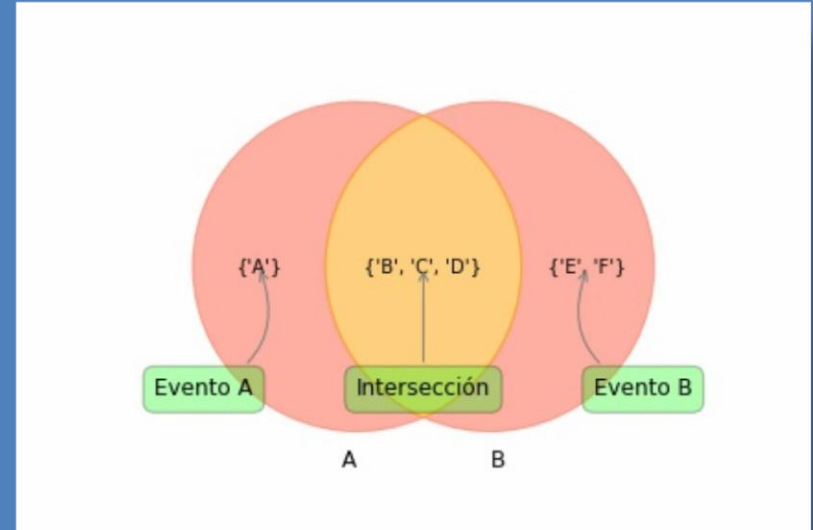 {'A'} {'B', 'C', 'D'} {'E', 'F'}
Evento A Intersección Evento B
A B